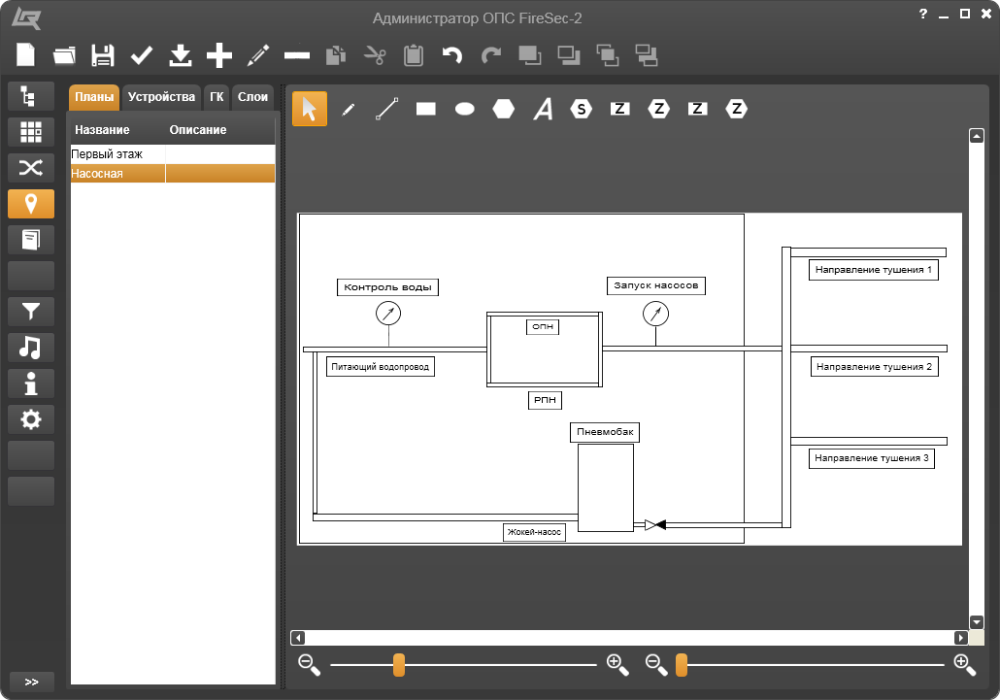 Администратор ОПС FireSec-2
?
Планы Устройства ГК Слои
A S Z Z Z Z
Название Описание
Первый этаж
Насосная
Направление тушения 1
Контроль воды
Запуск насосов
ОПН
Питающий водопровод
Направление тушения 2
РПН
Пневмобак
Направление тушения 3
Жокей-насос
>>